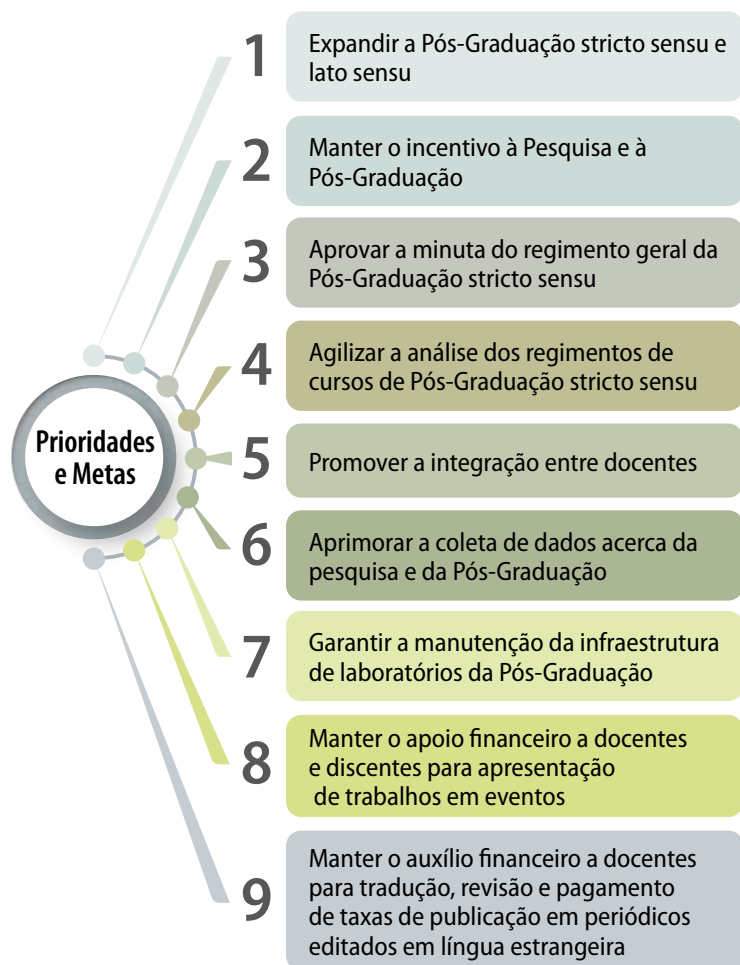 Prioridades
e Metas
1
Expandir a Pós-Graduação stricto sensu e
lato sensu
2
Manter o incentivo à Pesquisa e à
Pós-Graduação
3
Aprovar a minuta do regimento geral da
Pós-Graduação stricto sensu
4
Agilizar a análise dos regimentos de
cursos de Pós-Graduação stricto sensu
5
Promover a integração entre docentes
6
Aprimorar a coleta de dados acerca da
pesquisa e da Pós-Graduação
7
Garantir a manutenção da infraestrutura
de laboratórios da Pós-Graduação
8
Manter o apoio financeiro a docentes
e discentes para apresentação
de trabalhos em eventos
9
Manter o auxílio financeiro a docentes
para tradução, revisão e pagamento
de taxas de publicação em periódicos
editados em língua estrangeira